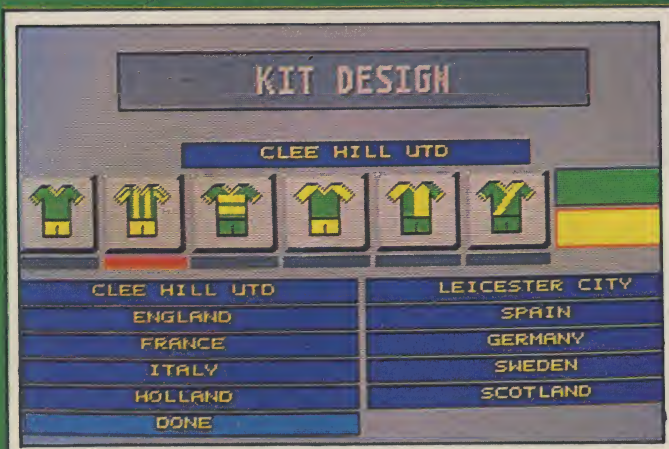 KIT DESIGN
CLEE HILL UTD
CLEE HILL UTD
LEICESTER CITY
ENGLAND
SPAIN
FRANCE
GERMANY
ITALY
SWEDEN
HOLLAND
SCOTLAND
DONE